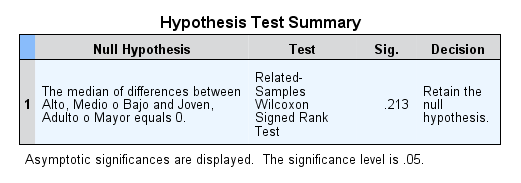 Hypothesis Test Summary
Null Hypothesis Test Sig. Decision
1 The median of differences between Alto, Medio o Bajo and Joven, Adulto o Mayor equals 0. Related-Samples Wilcoxon Signed Rank Test .213 Retain the null hypothesis.
Asymptotic significances are displayed. The significance level is .05.